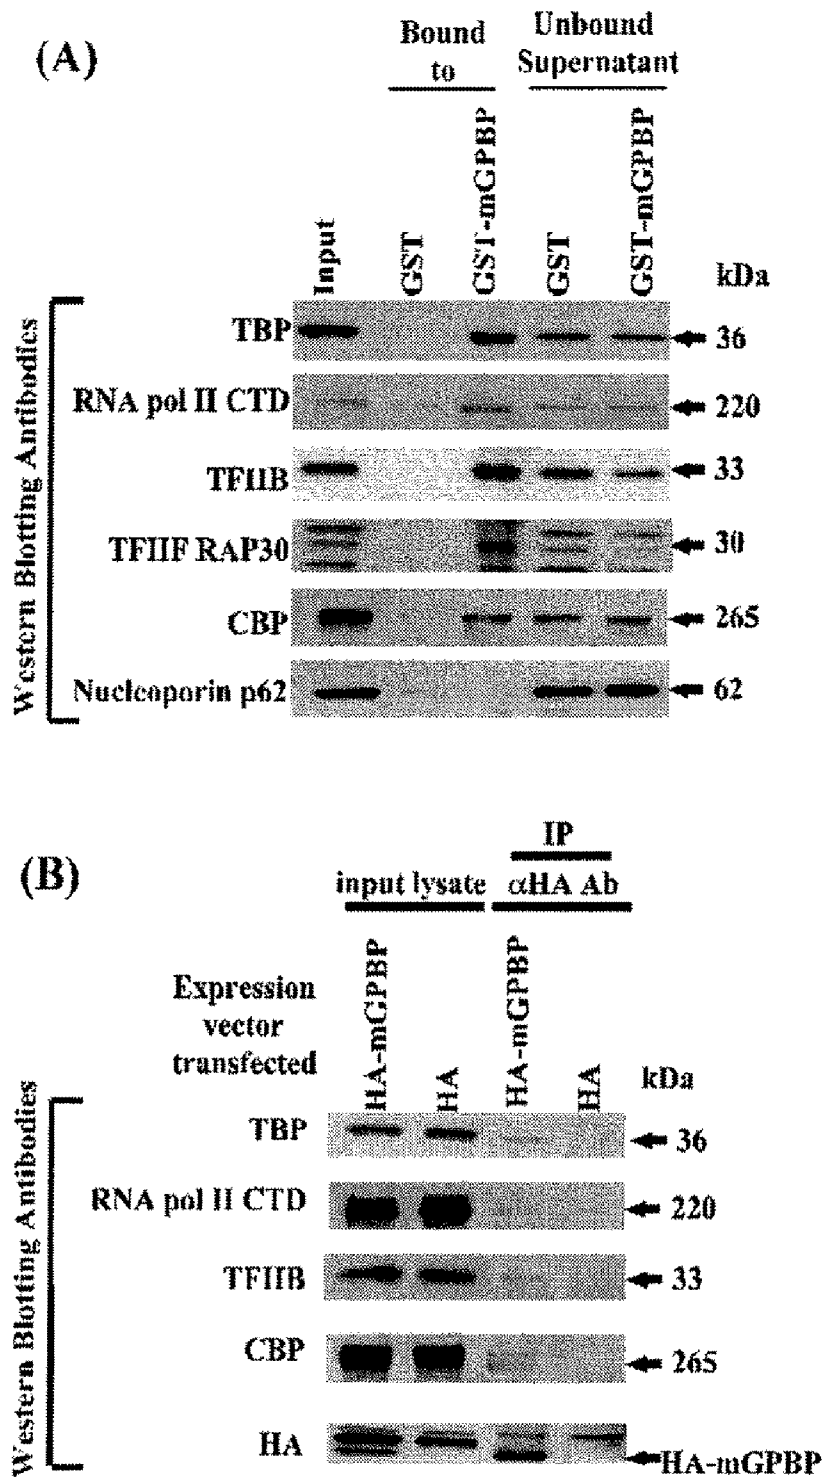 (A)
Bound
to
Unbound
Supernatant
Input
GST
GST-mGPBP
GST
GST-mGPBP
kDa
Western Blotting Antibodies
TBP
36
RNA pol II CTD
220
TFIIB
33
TFIIF RAP30
30
CBP
265
Nucleoporin p62
62
(B)
IP
input lysate
αHA Ab
Expression
vector
transfected
HA-mGPBP
HA
HA-mGPBP
HA
kDa
Western Blotting Antibodies
TBP
36
RNA pol II CTD
220
TFIIB
33
CBP
265
HA
HA-mGPBP